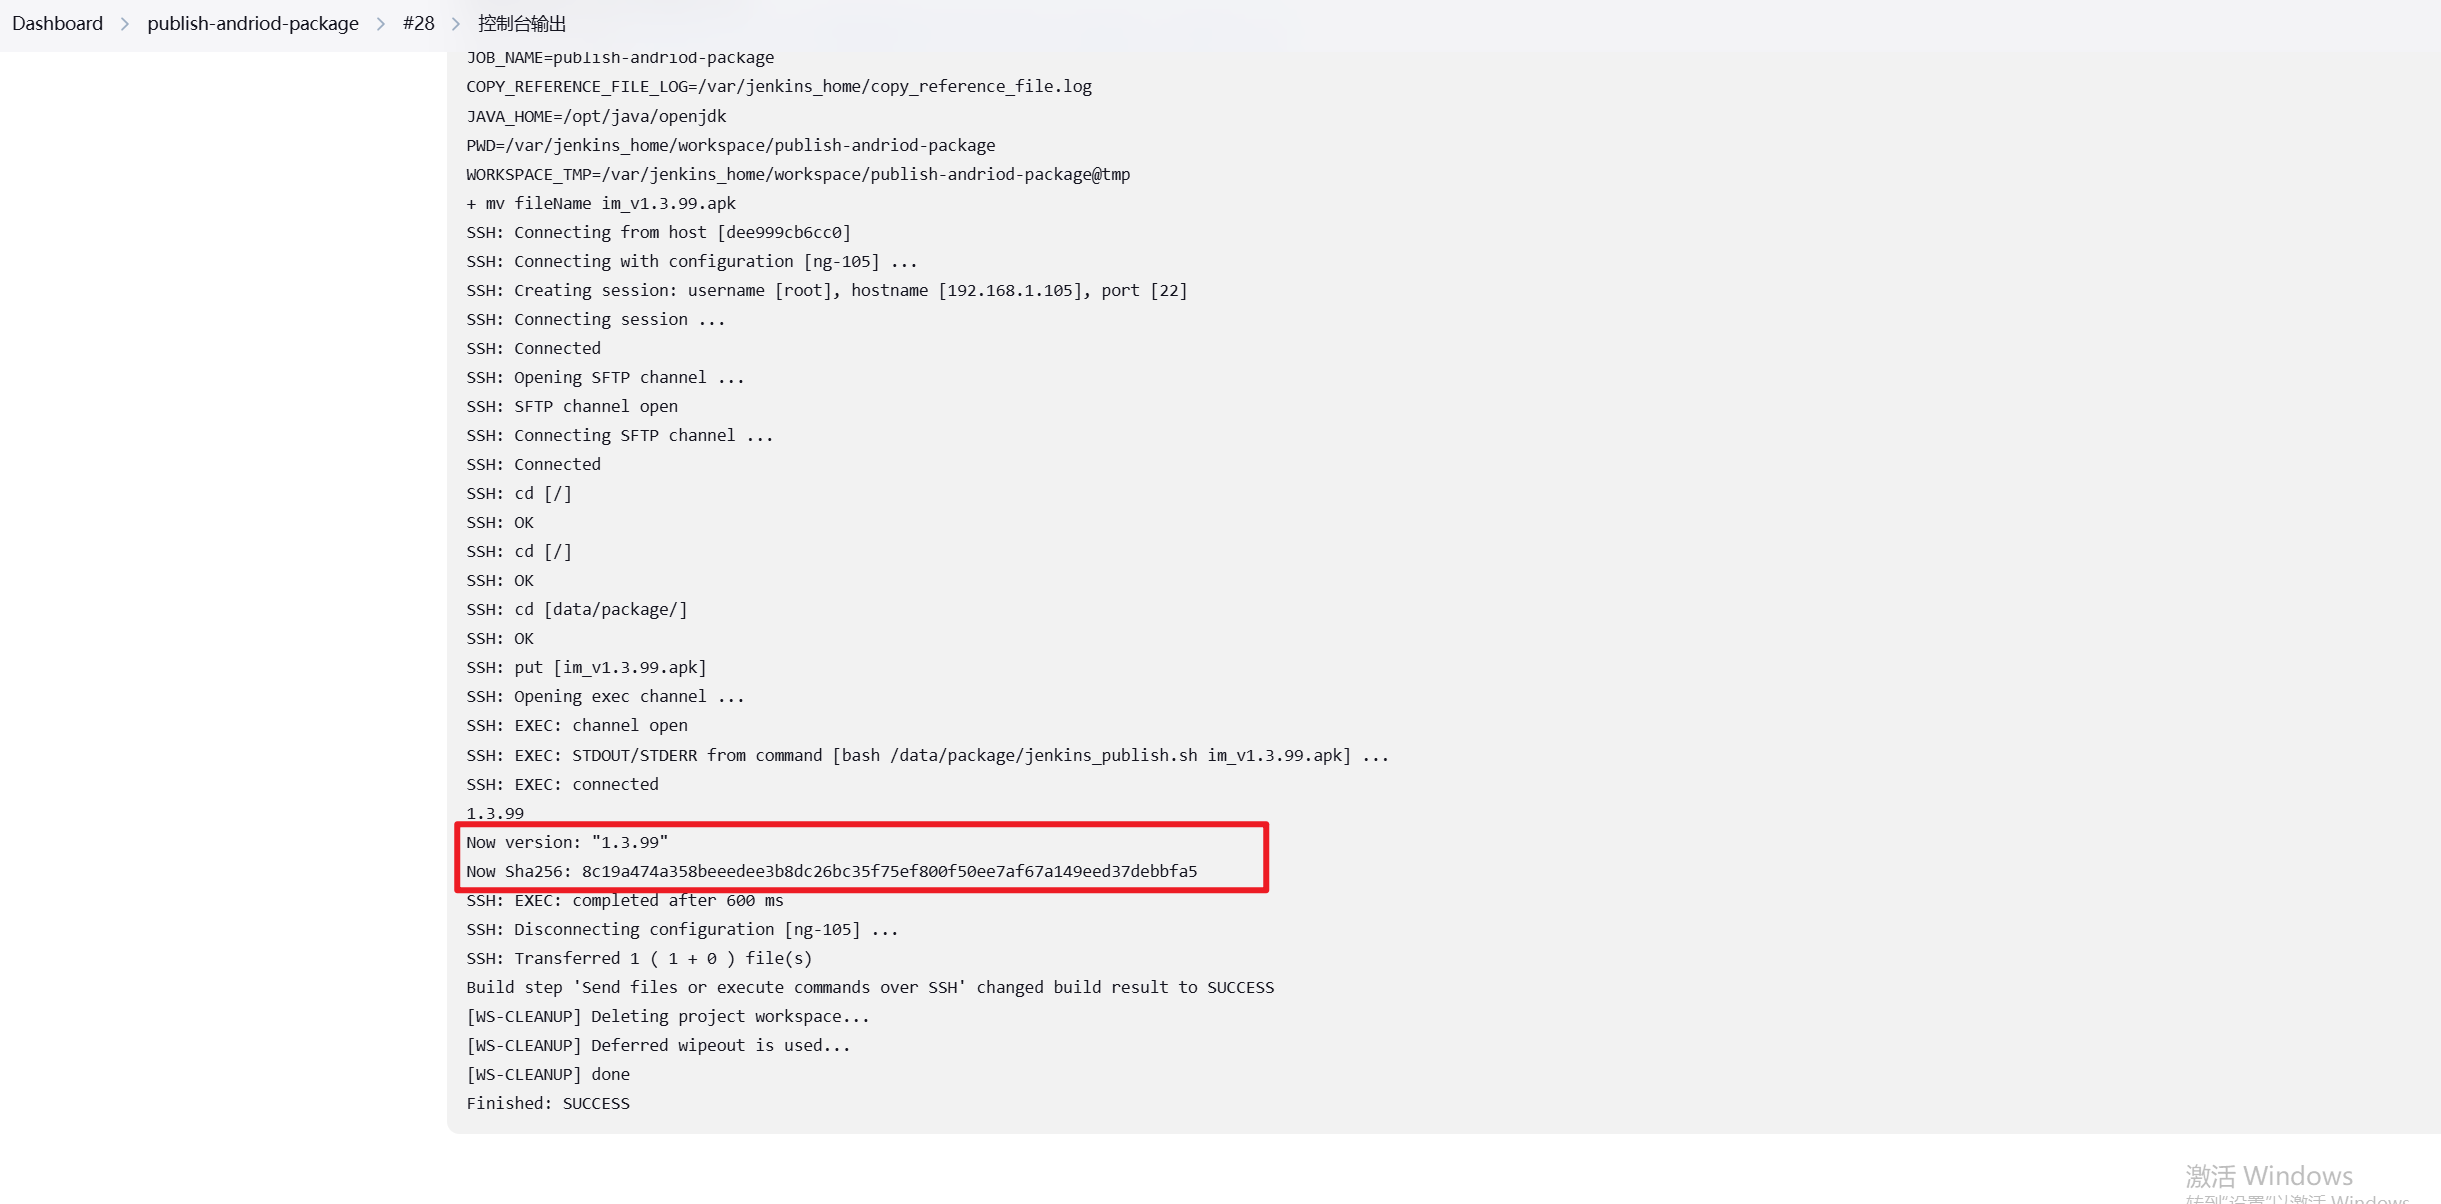 Dashboard > publish-andriod-package > #28 > 控制台输出
JOB_NAME=publish-andriod-package
COPY_REFERENCE_FILE_LOG=/var/jenkins_home/copy_reference_file.log
JAVA_HOME=/opt/java/openjdk
PWD=/var/jenkins_home/workspace/publish-andriod-package
WORKSPACE_TMP=/var/jenkins_home/workspace/publish-andriod-package@tmp
+ mv fileName im_v1.3.99.apk
SSH: Connecting from host [dee999cb6cc0]
SSH: Connecting with configuration [ng-105] ...
SSH: Creating session: username [root], hostname [192.168.1.105], port [22]
SSH: Connecting session ...
SSH: Connected
SSH: Opening SFTP channel ...
SSH: SFTP channel open
SSH: Connecting SFTP channel ...
SSH: Connected
SSH: cd [/]
SSH: OK
SSH: cd [/]
SSH: OK
SSH: cd [data/package/]
SSH: OK
SSH: put [im_v1.3.99.apk]
SSH: Opening exec channel ...
SSH: EXEC: channel open
SSH: EXEC: STDOUT/STDERR from command [bash /data/package/jenkins_publish.sh im_v1.3.99.apk] ...
SSH: EXEC: connected
1.3.99
Now version: "1.3.99"
Now Sha256: 8c19a474a358beeedee3b8dc26bc35f75ef800f50ee7af67a149eed37debbfa5
SSH: EXEC: completed after 600 ms
SSH: Disconnecting configuration [ng-105] ...
SSH: Transferred 1 ( 1 + 0 ) file(s)
Build step 'Send files or execute commands over SSH' changed build result to SUCCESS
[WS-CLEANUP] Deleting project workspace...
[WS-CLEANUP] Deferred wipeout is used...
[WS-CLEANUP] done
Finished: SUCCESS
激活 Windows
转到"设置"以激活 Windows